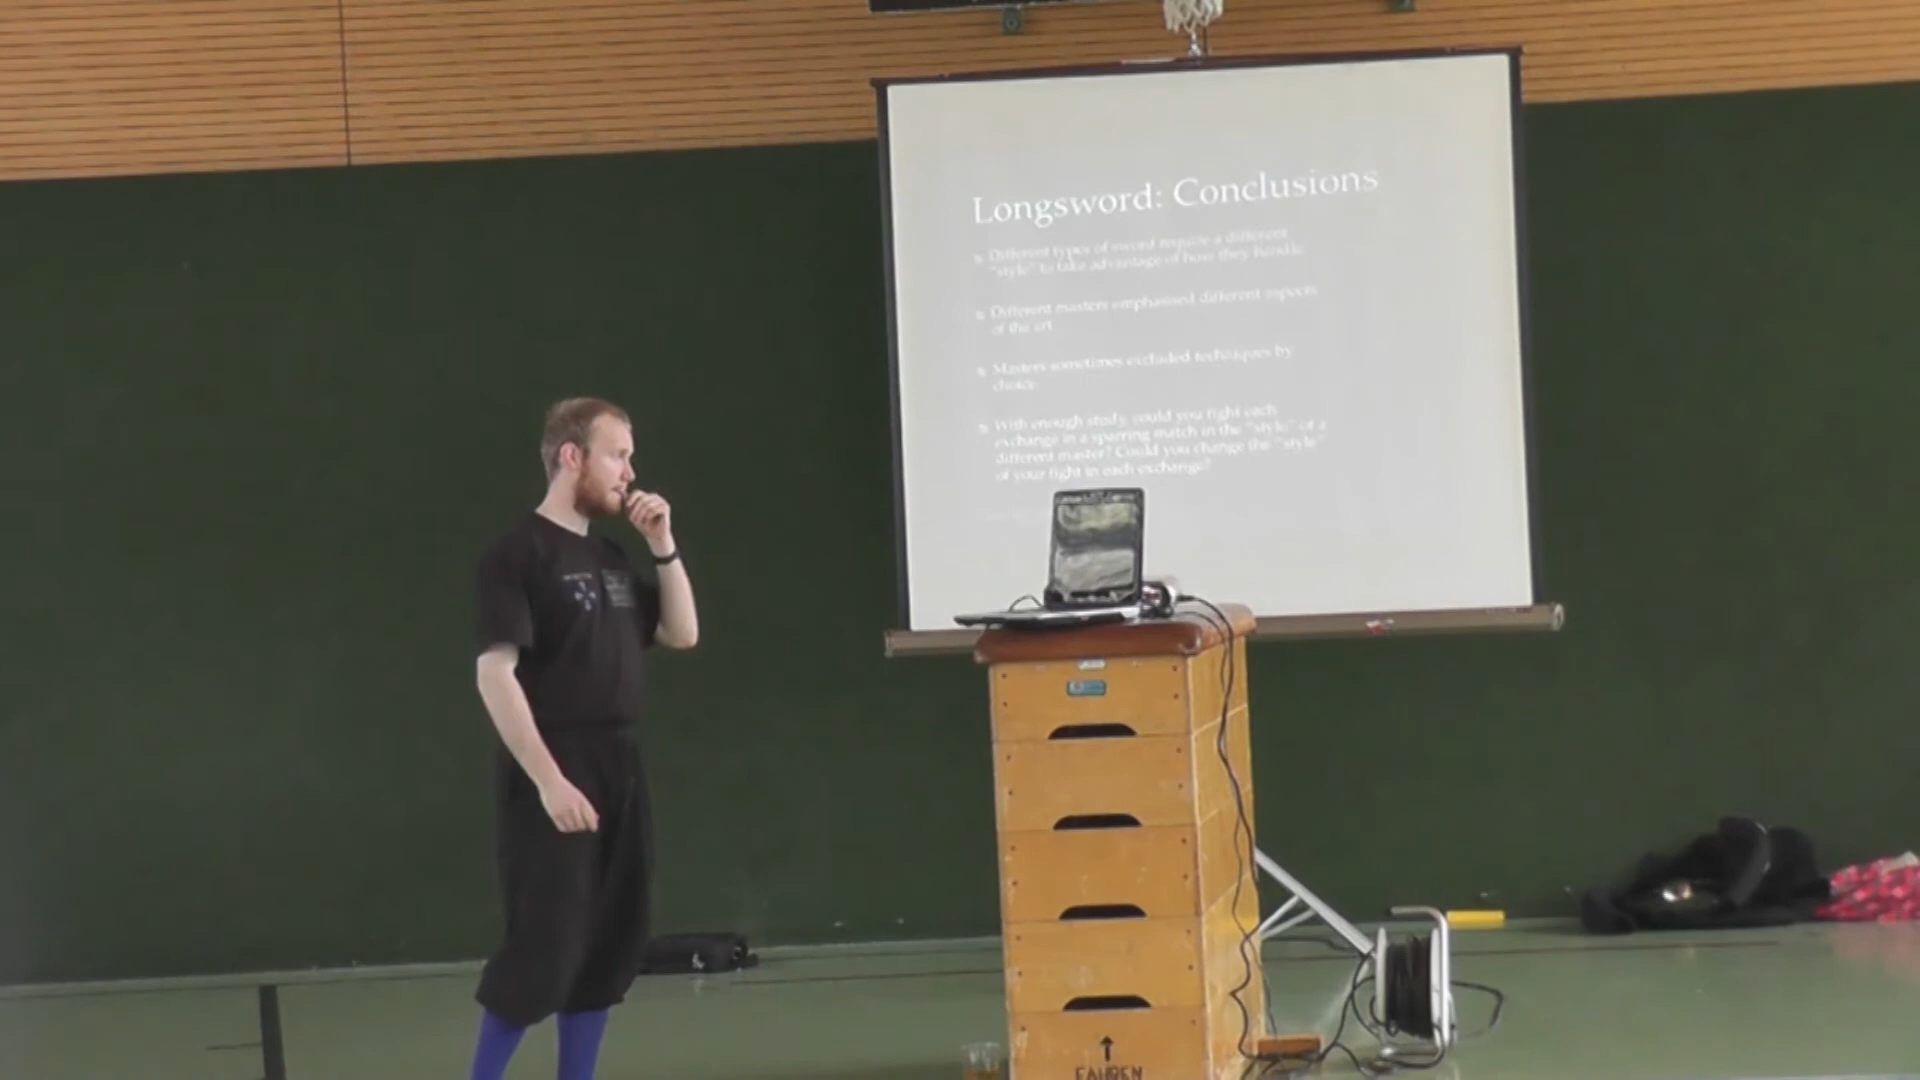 Longsword: Conclusions
Different types of sword require a different
"style" to take advantage of how they handle.
Different masters emphasised different aspects
of the art.
Masters sometimes excluded techniques by
choice.
With enough study, could you fight each
exchange in a sparring match in the "style" of a
different master? Could you change the "style"
of your fight in each exchange?
FAHREN